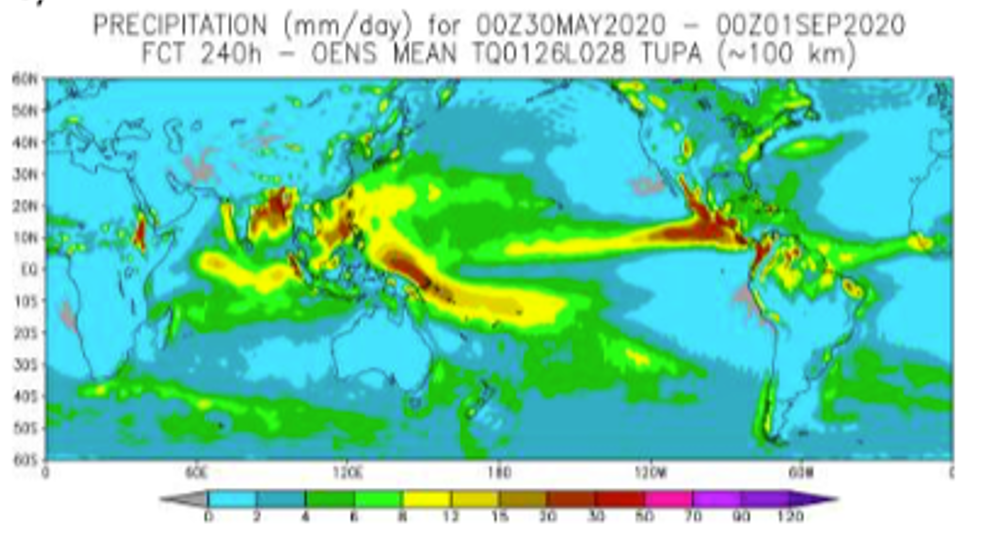 PRECIPITATION (mm/day) for 00Z30MAY2020 – 00Z01SEP2020
FCT 240h – OENS MEAN TQ0126L028 TUPA (~100 km)
60N
50N
40N
30N
20N
10N
EQ
10S
20S
30S
40S
50S
60S
0 60E 120E 180 120W 60W 0
0 2 4 6 8 12 15 20 30 50 70 90 120